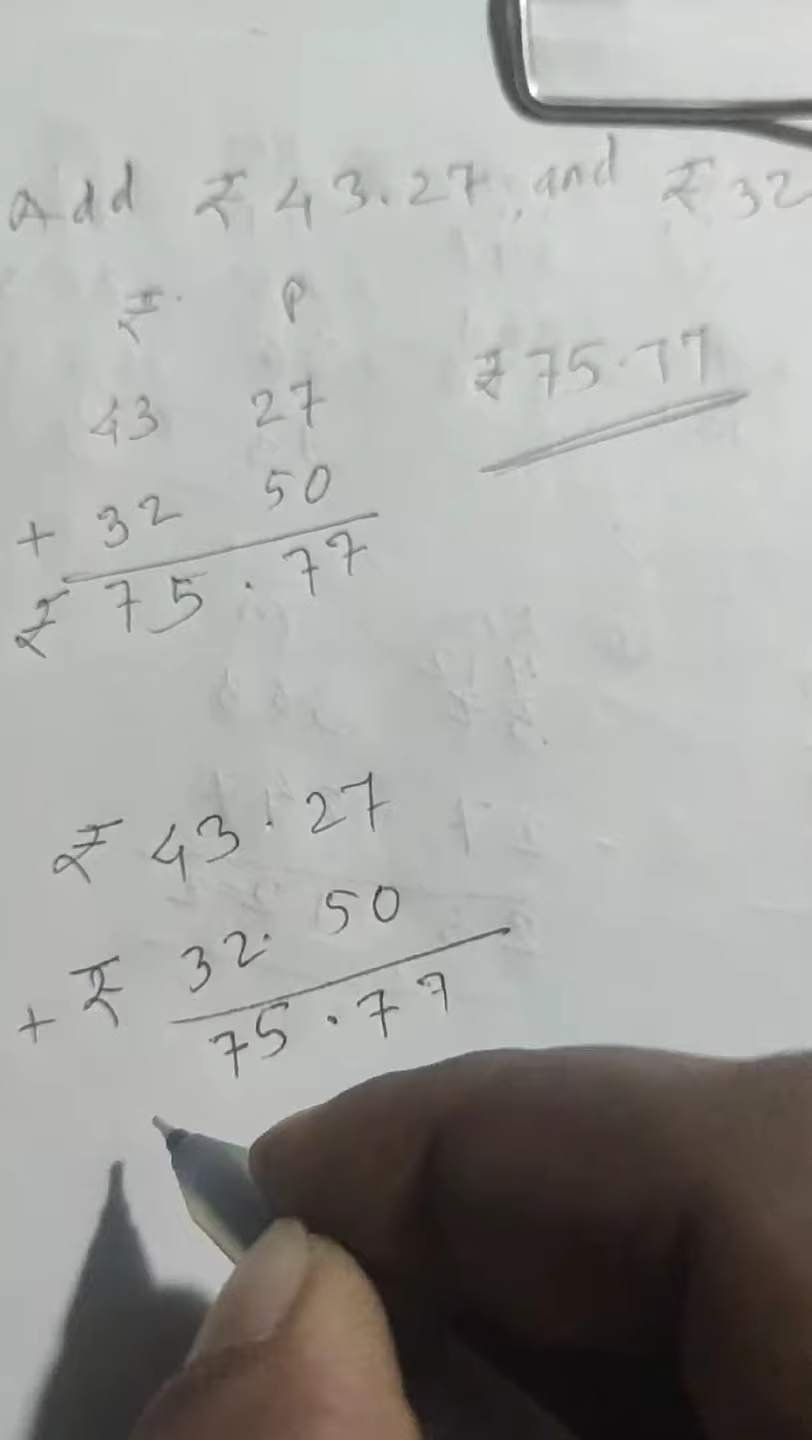 Add ₹ 43.27, and ₹ 32
₹ P
43 27
+ 32 50
₹ 75.77
₹ 75.77
₹ 43.27
+ ₹ 32.50
75.77